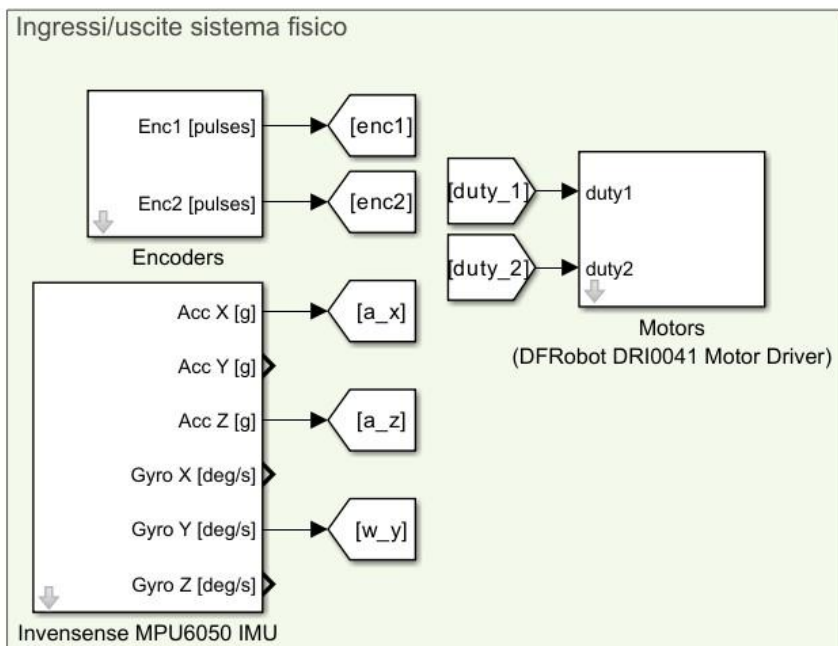 Ingressi/uscite sistema fisico
Enc1 [pulses]
[enc1]
Enc2 [pulses]
[enc2]
Encoders
[duty_1]
duty1
[duty_2]
duty2
Motors
(DFRobot DRI0041 Motor Driver)
Acc X [g]
[a_x]
Acc Y [g]
Acc Z [g]
[a_z]
Gyro X [deg/s]
Gyro Y [deg/s]
[w_y]
Gyro Z [deg/s]
Invensense MPU6050 IMU